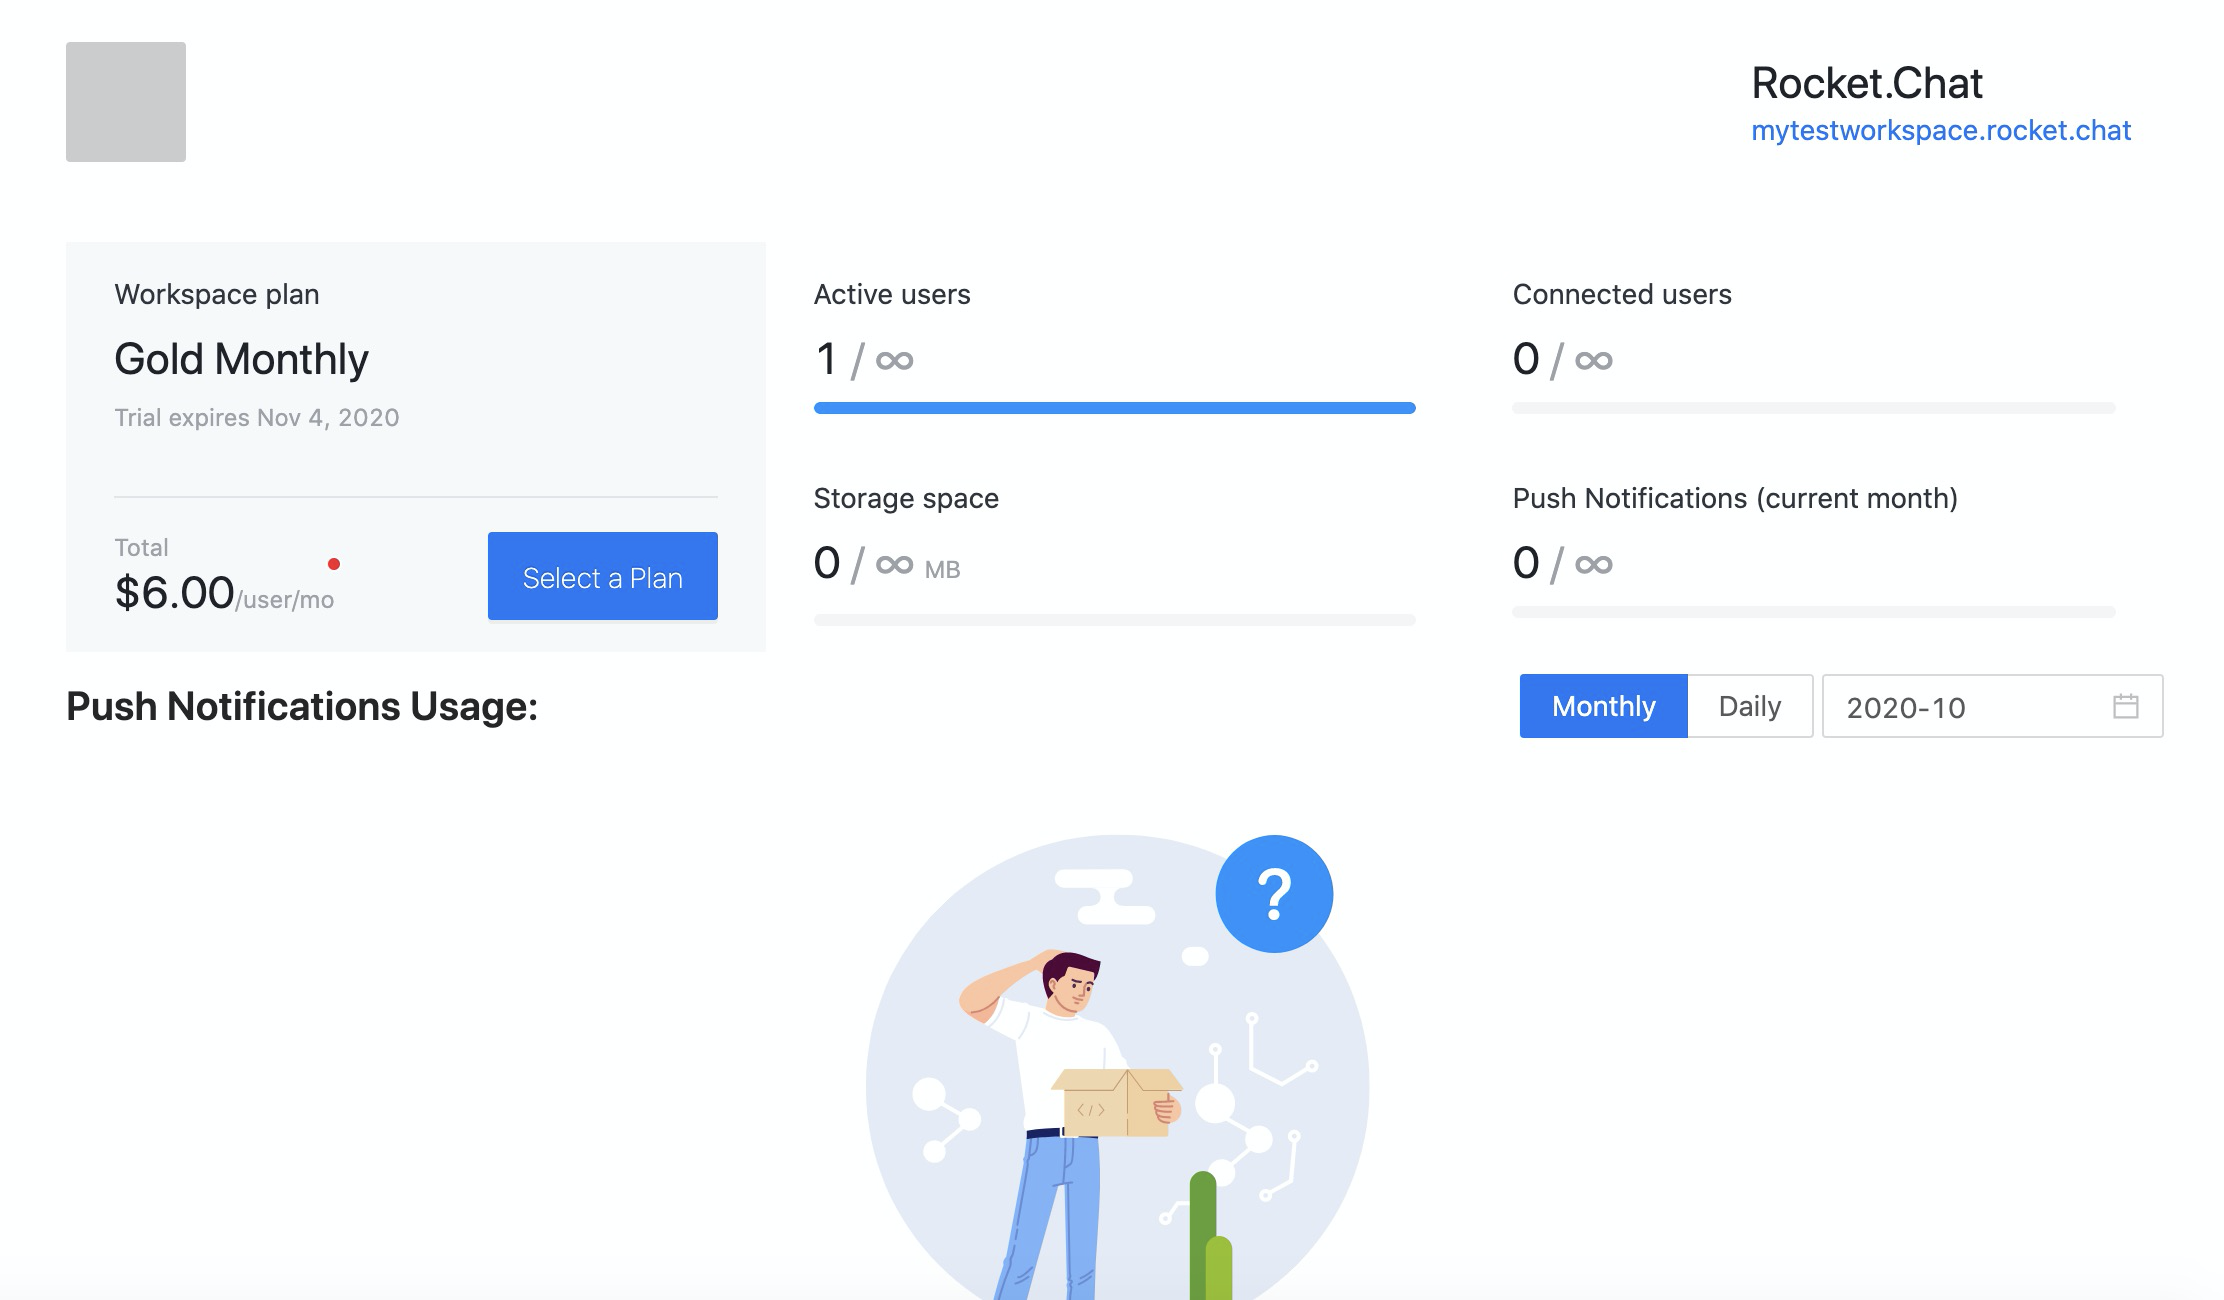 Rocket.Chat
mytestworkspace.rocket.chat
Workspace plan
Gold Monthly
Trial expires Nov 4, 2020
Total
$6.00/user/mo
Select a Plan
Active users
1 / ∞
Connected users
0 / ∞
Storage space
0 / ∞ MB
Push Notifications (current month)
0 / ∞
Push Notifications Usage:
Monthly
Daily
2020-10
?
</>